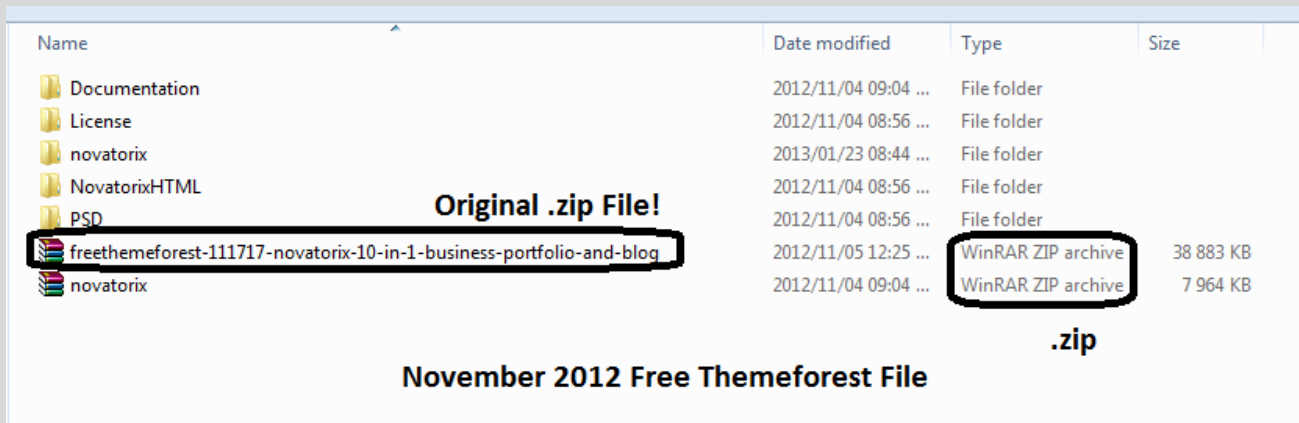 Name Date modified Type Size
Documentation 2012/11/04 09:04 ... File folder
License 2012/11/04 08:56 ... File folder
novatorix 2013/01/23 08:44 ... File folder
NovatorixHTML 2012/11/04 08:56 ... File folder
Original .zip File!
PSD 2012/11/04 08:56 ... File folder
freethemeforest-111717-novatorix-10-in-1-business-portfolio-and-blog 2012/11/05 12:25 ... WinRAR ZIP archive 38 883 KB
novatorix 2012/11/04 09:04 ... WinRAR ZIP archive 7 964 KB
.zip
November 2012 Free Themeforest File